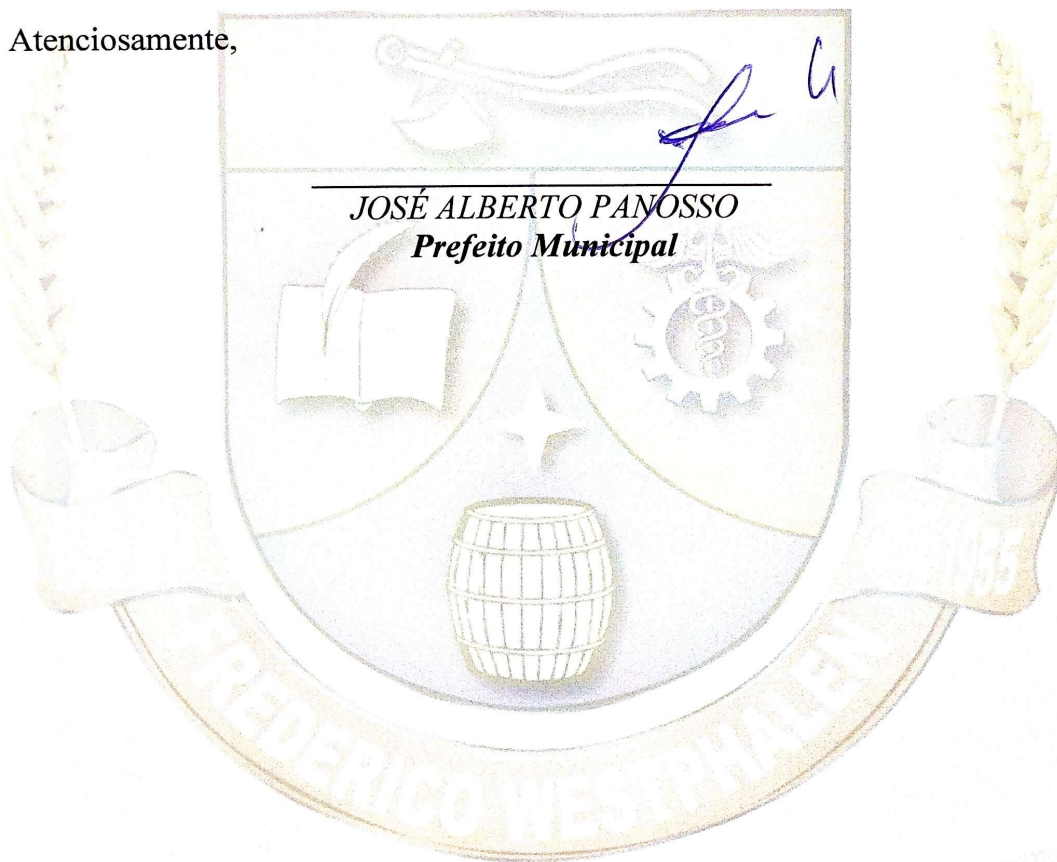 Atenciosamente,
JOSÉ ALBERTO PANOSSO
Prefeito Municipal
FREDERICO WESTPHALEN